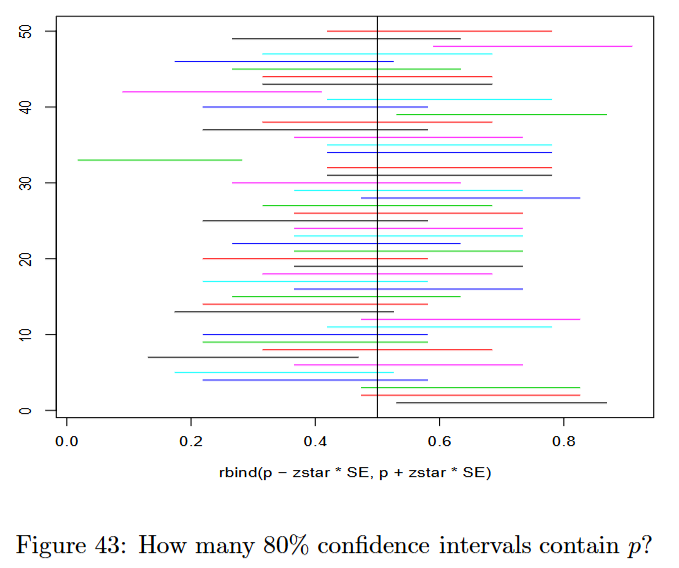 50
40
30
20
10
0
0.0 0.2 0.4 0.6 0.8
rbind(p − zstar * SE, p + zstar * SE)
Figure 43: How many 80% confidence intervals contain p?